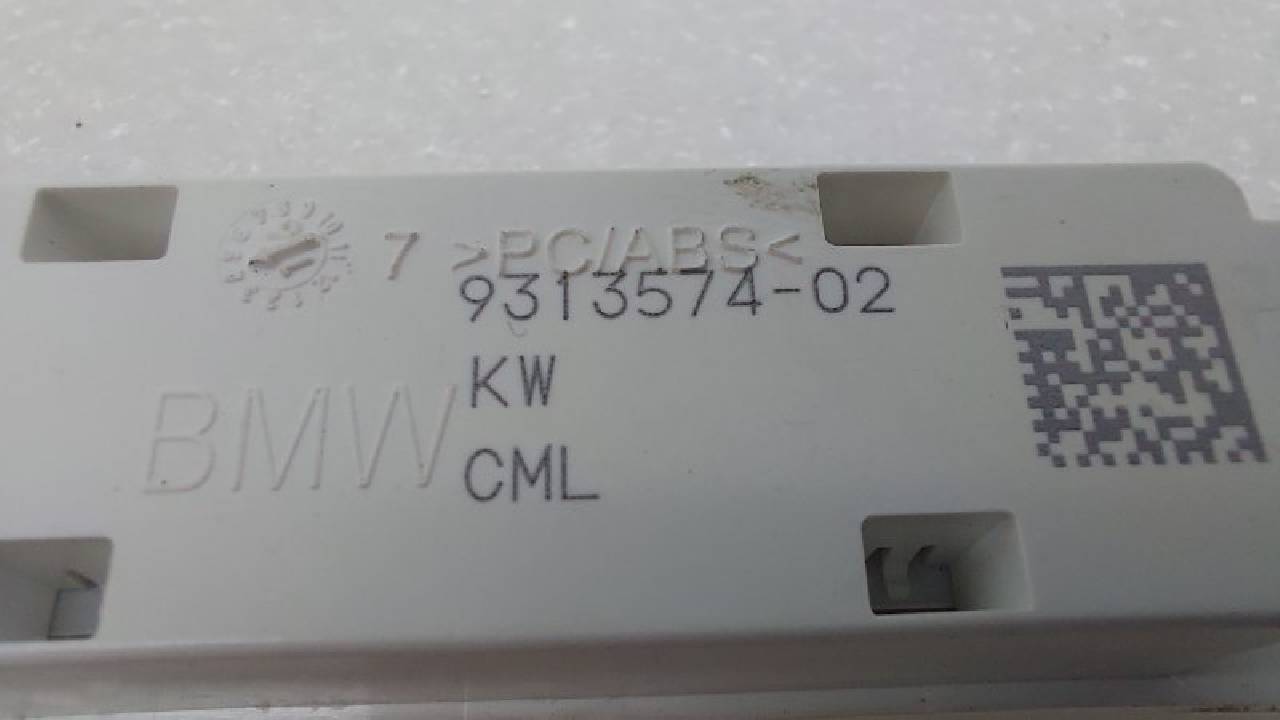 7 >PC/ABS<
9313574-02
KW
BMW
CML